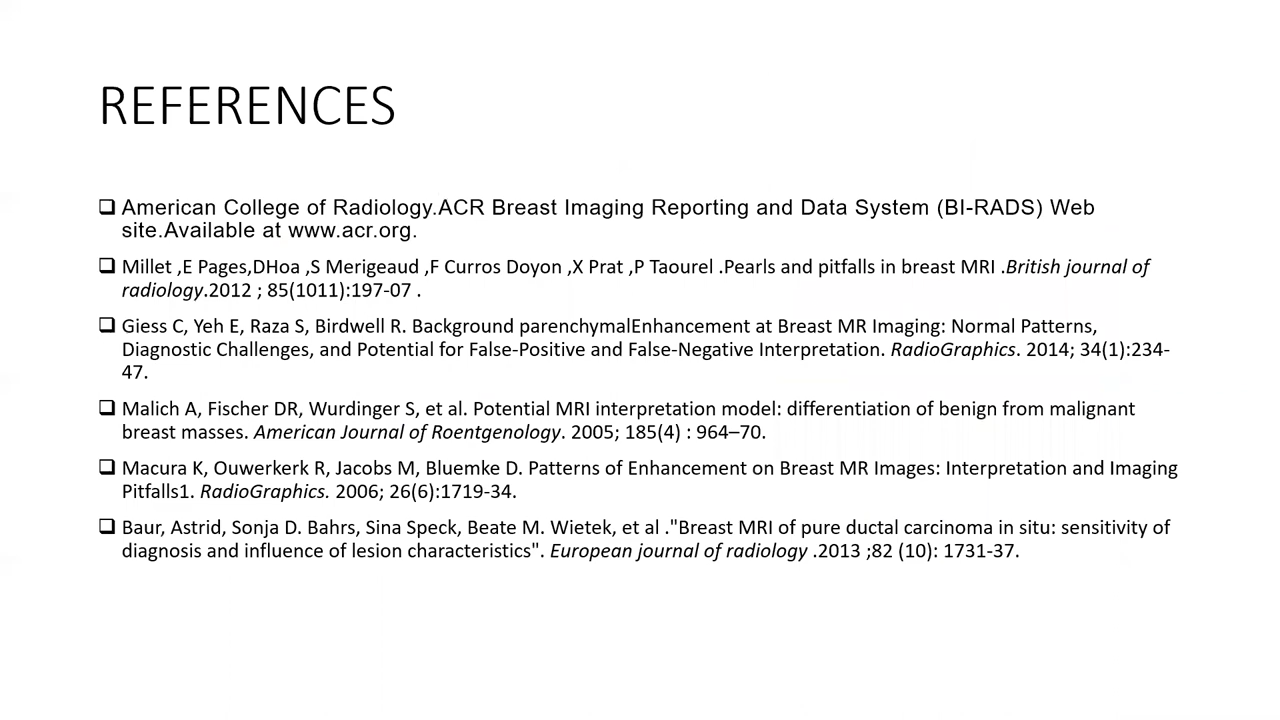 REFERENCES
❑ American College of Radiology.ACR Breast Imaging Reporting and Data System (BI-RADS) Web
site.Available at www.acr.org.
❑ Millet ,E Pages,DHoa ,S Merigeaud ,F Curros Doyon ,X Prat ,P Taourel .Pearls and pitfalls in breast MRI .British journal of
radiology.2012 ; 85(1011):197-07 .
❑ Giess C, Yeh E, Raza S, Birdwell R. Background parenchymalEnhancement at Breast MR Imaging: Normal Patterns,
Diagnostic Challenges, and Potential for False-Positive and False-Negative Interpretation. RadioGraphics. 2014; 34(1):234-
47.
❑ Malich A, Fischer DR, Wurdinger S, et al. Potential MRI interpretation model: differentiation of benign from malignant
breast masses. American Journal of Roentgenology. 2005; 185(4) : 964–70.
❑ Macura K, Ouwerkerk R, Jacobs M, Bluemke D. Patterns of Enhancement on Breast MR Images: Interpretation and Imaging
Pitfalls1. RadioGraphics. 2006; 26(6):1719-34.
❑ Baur, Astrid, Sonja D. Bahrs, Sina Speck, Beate M. Wietek, et al ."Breast MRI of pure ductal carcinoma in situ: sensitivity of
diagnosis and influence of lesion characteristics". European journal of radiology .2013 ;82 (10): 1731-37.